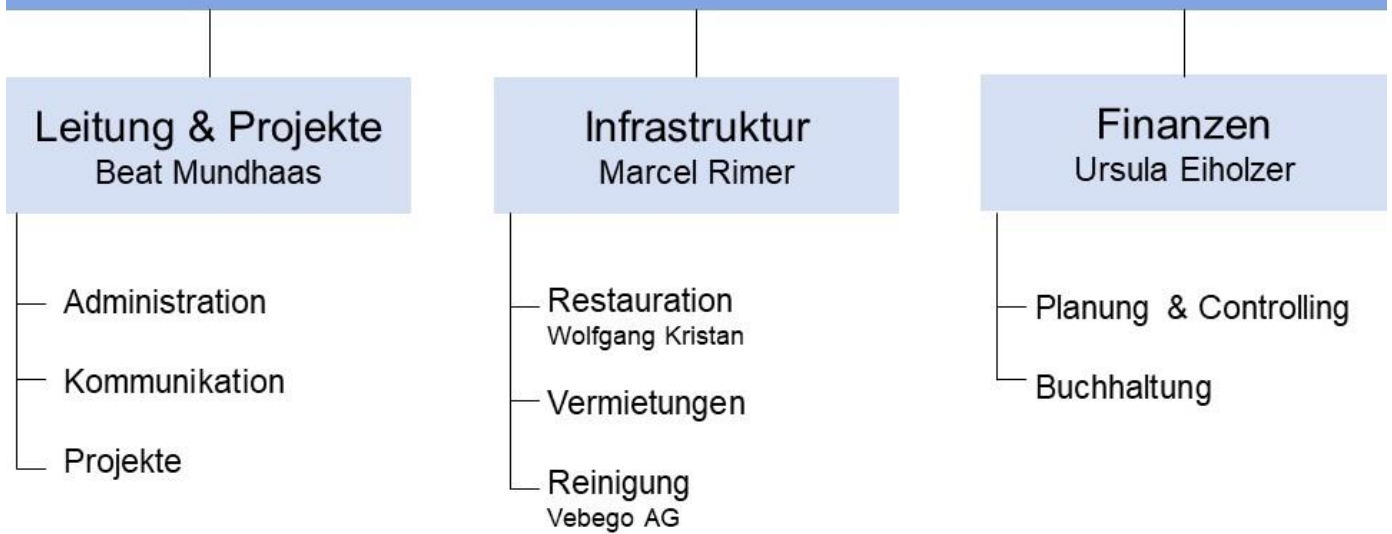 Leitung & Projekte
Beat Mundhaas
Administration
Kommunikation
Projekte
Infrastruktur
Marcel Rimer
Restauration
Wolfgang Kristan
Vermietungen
Reinigung
Vebego AG
Finanzen
Ursula Eiholzer
Planung & Controlling
Buchhaltung